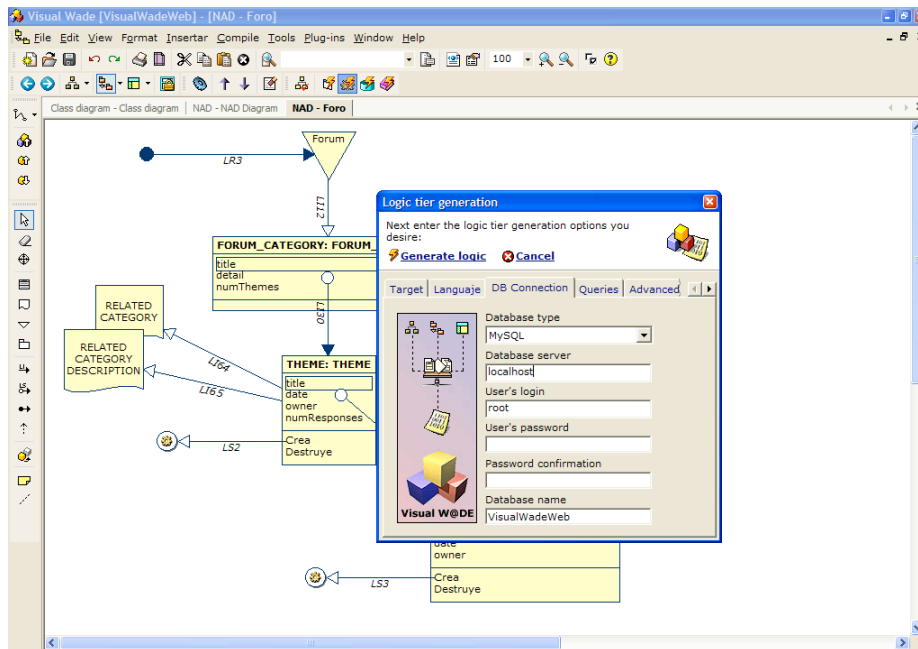 Visual Wade [VisualWadeWeb] - [NAD - Foro]
File Edit View Format Insertar Compile Tools Plug-ins Window Help
100
Class diagram - Class diagram NAD - NAD Diagram NAD - Foro
Forum
LR3
LI12
FORUM_CATEGORY: FORUM_
title
detail
numThemes
LI30
RELATED
CATEGORY
RELATED
CATEGORY
DESCRIPTION
LI64
LI65
THEME: THEME
title
date
owner
numResponses
Crea
Destruye
LS2
date
owner
Crea
Destruye
LS3
Logic tier generation
Next enter the logic tier generation options you
desire:
Generate logic Cancel
Target Languaje DB Connection Queries Advanced
Database type
MySQL
Database server
localhost
User's login
root
User's password
Password confirmation
Database name
VisualWadeWeb
Visual W@DE